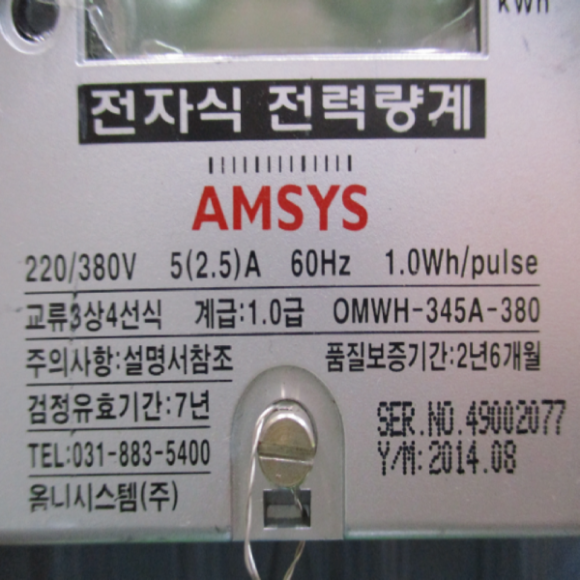 kWh
전자식 전력량계
AMSYS
220/380V 5(2.5)A 60Hz 1.0Wh/pulse
교류3상4선식 계급:1.0급 OMWH-345A-380
주의사항:설명서참조 품질보증기간:2년6개월
검정유효기간:7년
SER.NO.49002077
TEL:031-883-5400
Y/M:2014.08
옴니시스템(주)